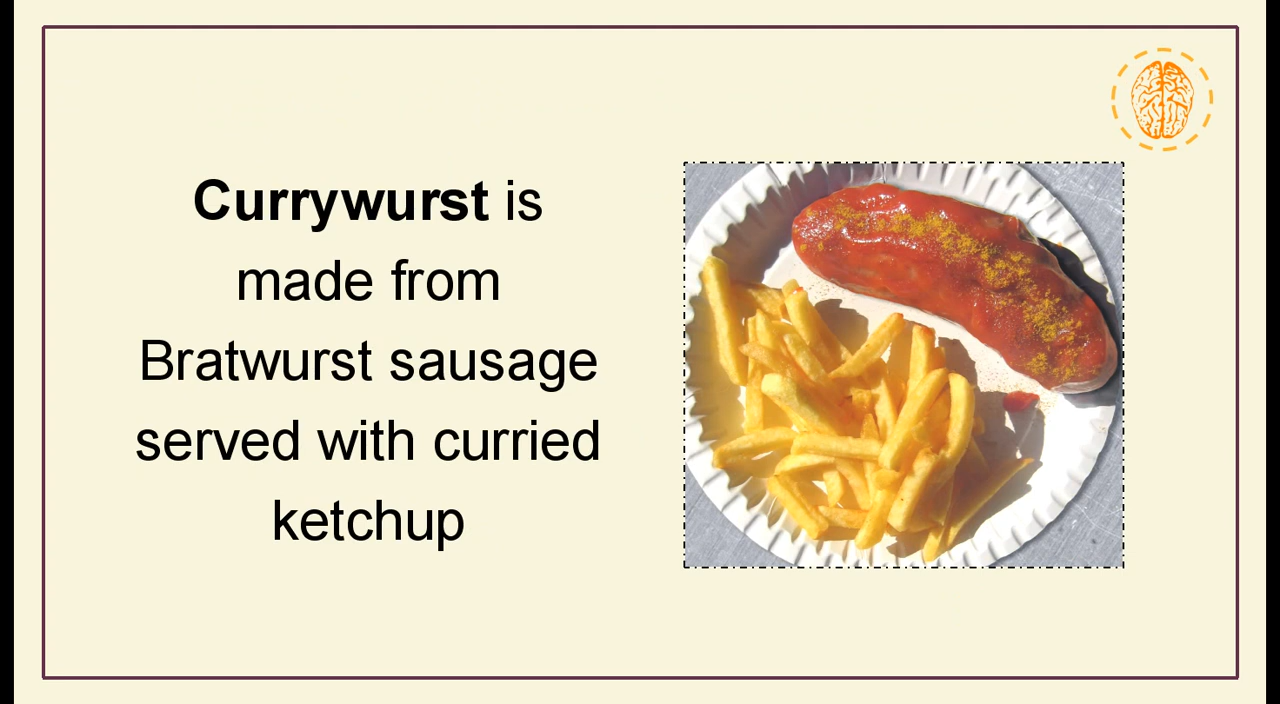 Currywurst is
made from
Bratwurst sausage
served with curried
ketchup